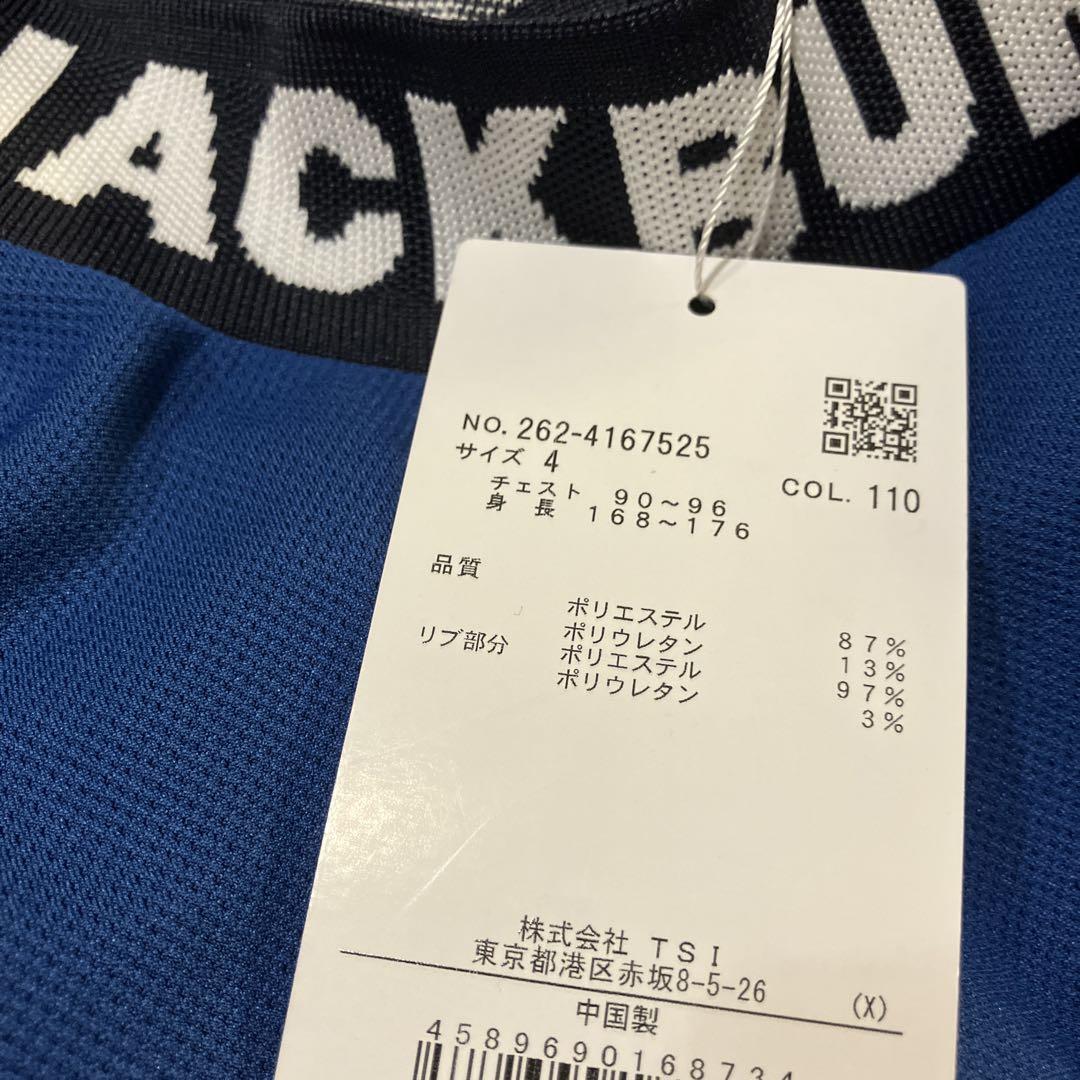 JACK BU
NO. 262-4167525
サイズ 4
COL. 110
チェスト 90～96
身長 168～176
品質
ポリエステル 87%
リブ部分 ポリウレタン 13%
ポリエステル 97%
ポリウレタン 3%
株式会社 TSI
東京都港区赤坂8-5-26 (X)
中国製
458969016873